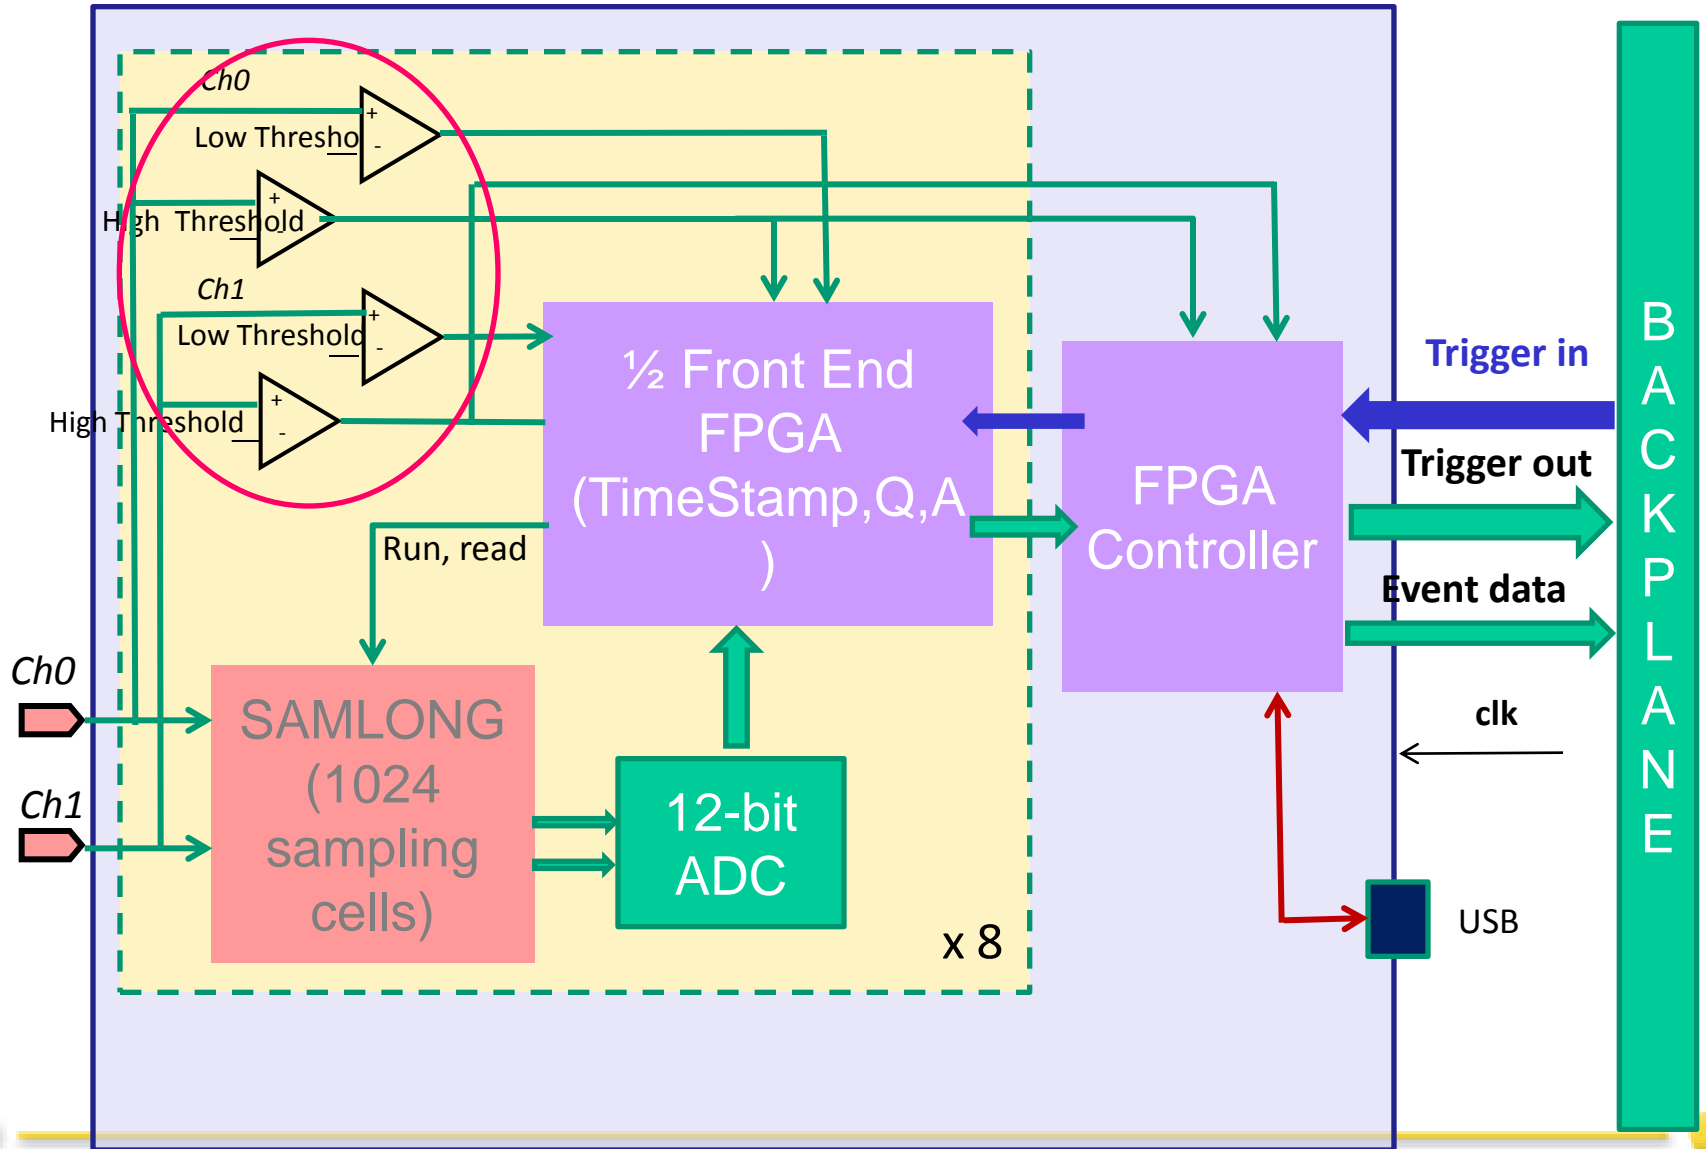 Ch0
+
Low Thresho
-
High Threshold
+
-
Ch1
+
Low Threshold
-
High Threshold
+
-
½ Front End
FPGA
(TimeStamp,Q,A
)
Run, read
FPGA
Controller
Trigger in
Trigger out
Event data
clk
Ch0
Ch1
SAMLONG
(1024
sampling
cells)
12-bit
ADC
x 8
USB
B
A
C
K
P
L
A
N
E